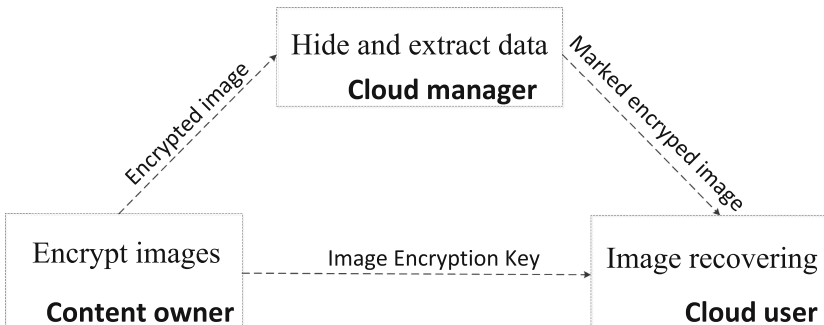 Hide and extract data
Cloud manager
Encrypted image
Marked encryped image
Encrypt images
Content owner
Image Encryption Key
Image recovering
Cloud user